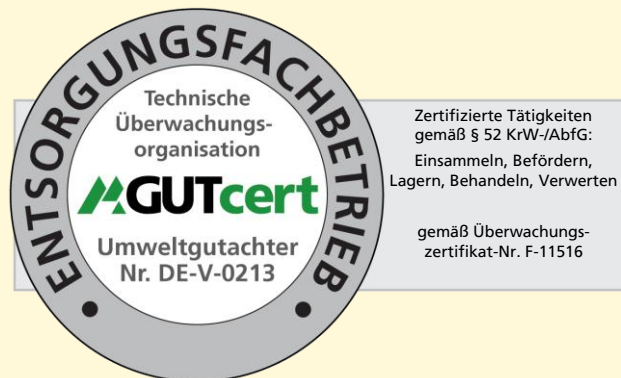 ENTSORGUNGSFACHBETRIEB
Technische
Überwachungs-
organisation
GUTcert
Umweltgutachter
Nr. DE-V-0213
Zertifizierte Tätigkeiten
gemäß § 52 KrW-/AbfG:
Einsammeln, Befördern,
Lagern, Behandeln, Verwerten
gemäß Überwachungs-
zertifikat-Nr. F-11516